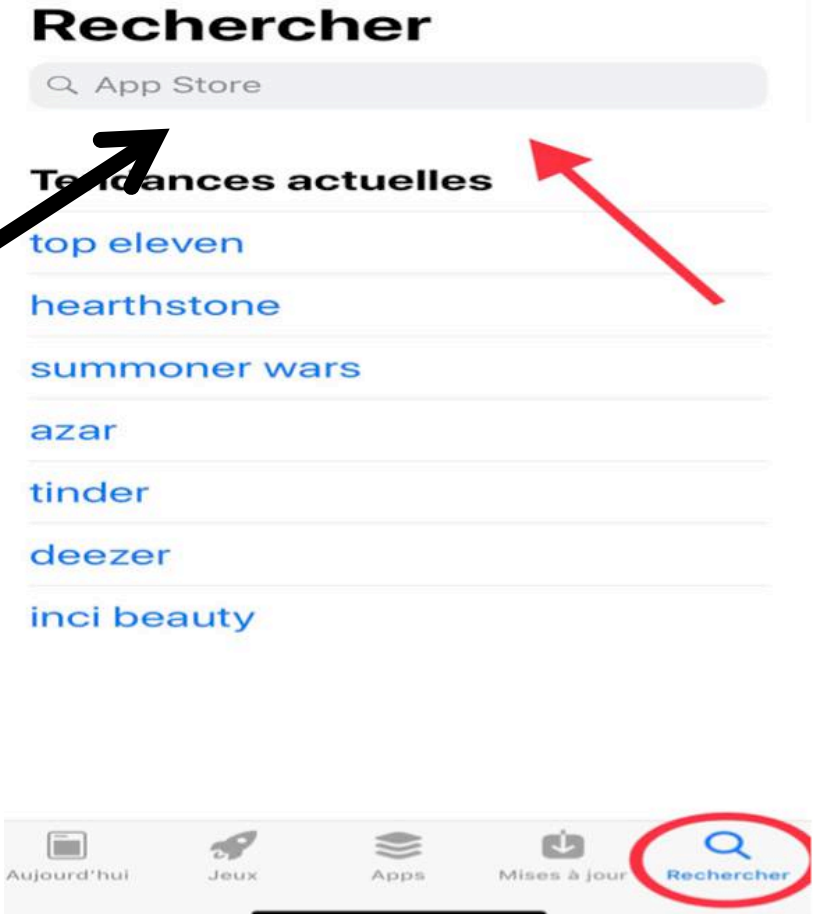 Rechercher
App Store
Tendances actuelles
top eleven
hearthstone
summoner wars
azar
tinder
deezer
inci beauty
Aujourd'hui Jeux Apps Mises à jour Rechercher